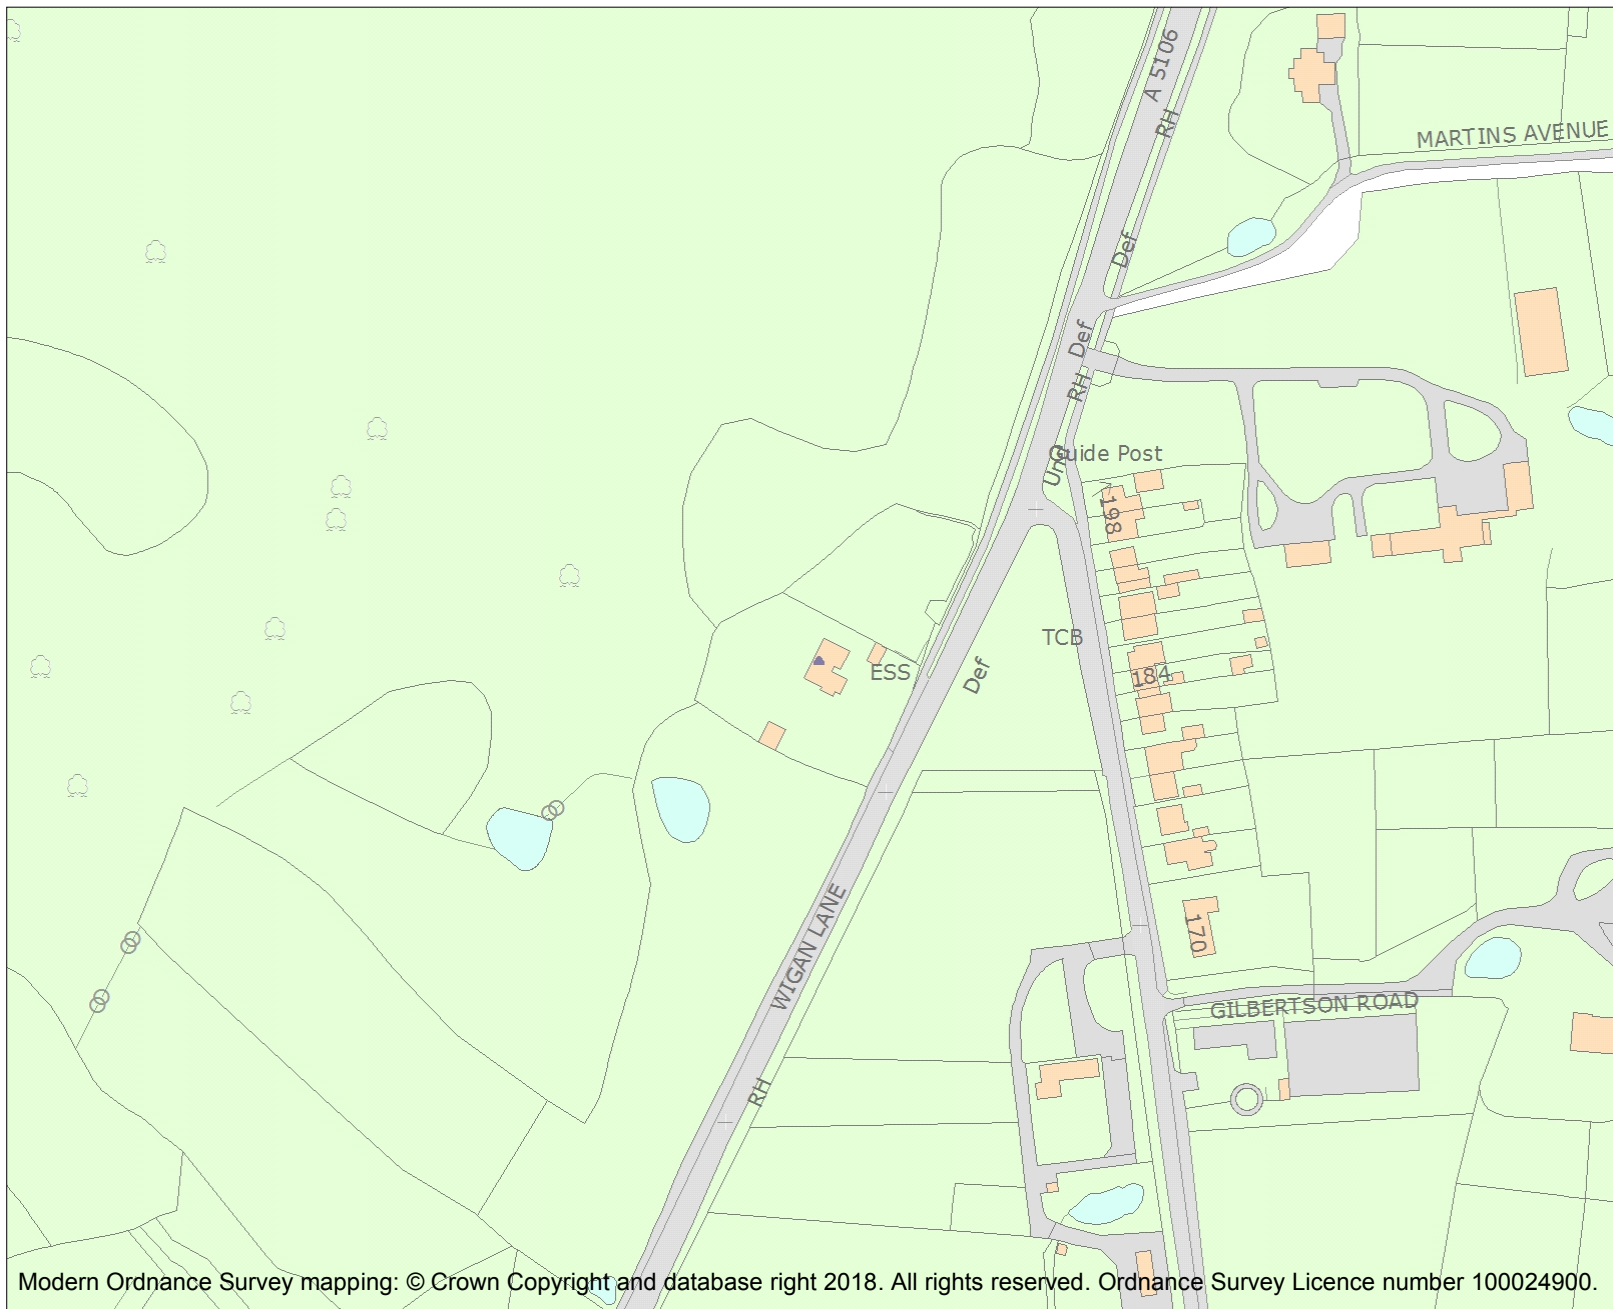 A 5106
RH
MARTINS AVENUE
Def
Def
RH
Guide Post
Und
198
TCB
184
ESS
Def
WIGAN LANE
170
GILBERTSON ROAD
RH
Modern Ordnance Survey mapping: © Crown Copyright and database right 2018. All rights reserved. Ordnance Survey Licence number 100024900.